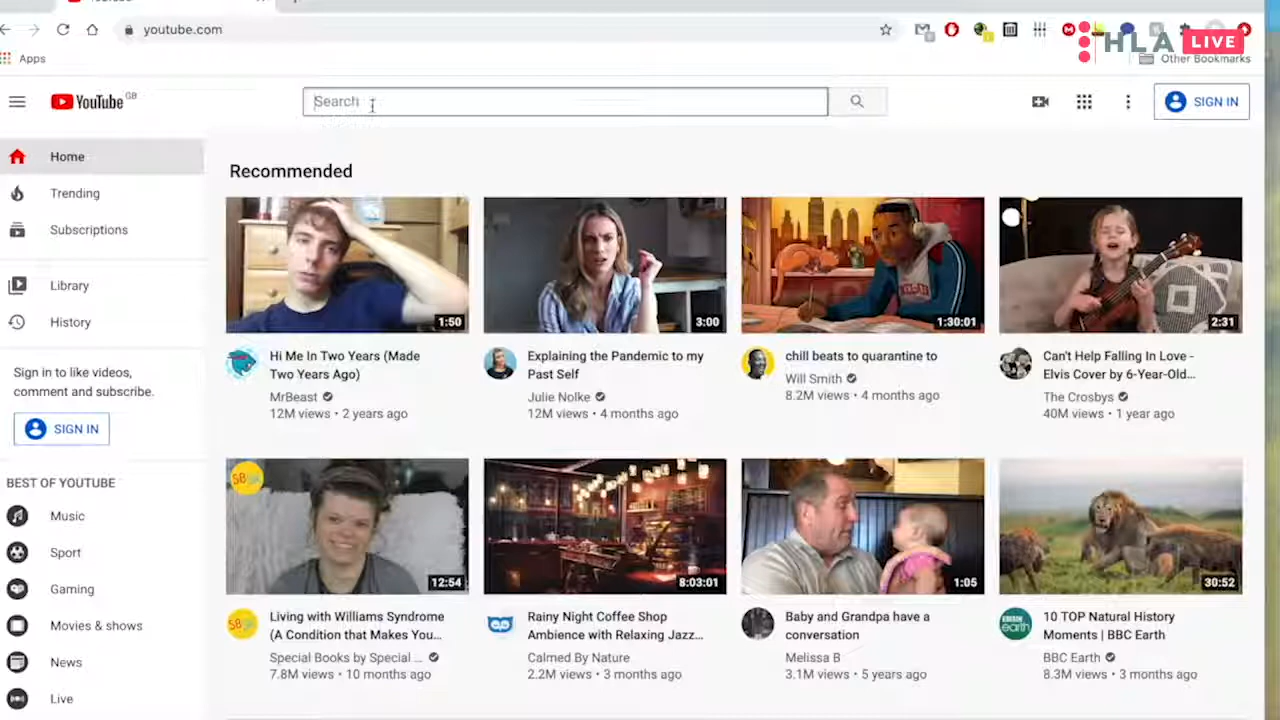 HLA LIVE
youtube.com
Apps
Other Bookmarks
YouTube GB
Search
SIGN IN
Home
Trending
Subscriptions
Library
History
Sign in to like videos,
comment and subscribe.
SIGN IN
BEST OF YOUTUBE
Music
Sport
Gaming
Movies & shows
News
Live
Recommended
1:50
Hi Me In Two Years (Made
Two Years Ago)
MrBeast
12M views • 2 years ago
3:00
Explaining the Pandemic to my
Past Self
Julie Nolke
12M views • 4 months ago
1:30:01
chill beats to quarantine to
Will Smith
8.2M views • 4 months ago
2:31
Can't Help Falling In Love -
Elvis Cover by 6-Year-Old...
The Crosbys
40M views • 1 year ago
12:54
Living with Williams Syndrome
(A Condition that Makes You...
Special Books by Special ...
7.8M views • 10 months ago
8:03:01
Rainy Night Coffee Shop
Ambience with Relaxing Jazz...
Calmed By Nature
2.2M views • 3 months ago
1:05
Baby and Grandpa have a
conversation
Melissa B
3.1M views • 5 years ago
30:52
BBC earth
10 TOP Natural History
Moments | BBC Earth
BBC Earth
8.3M views • 3 months ago